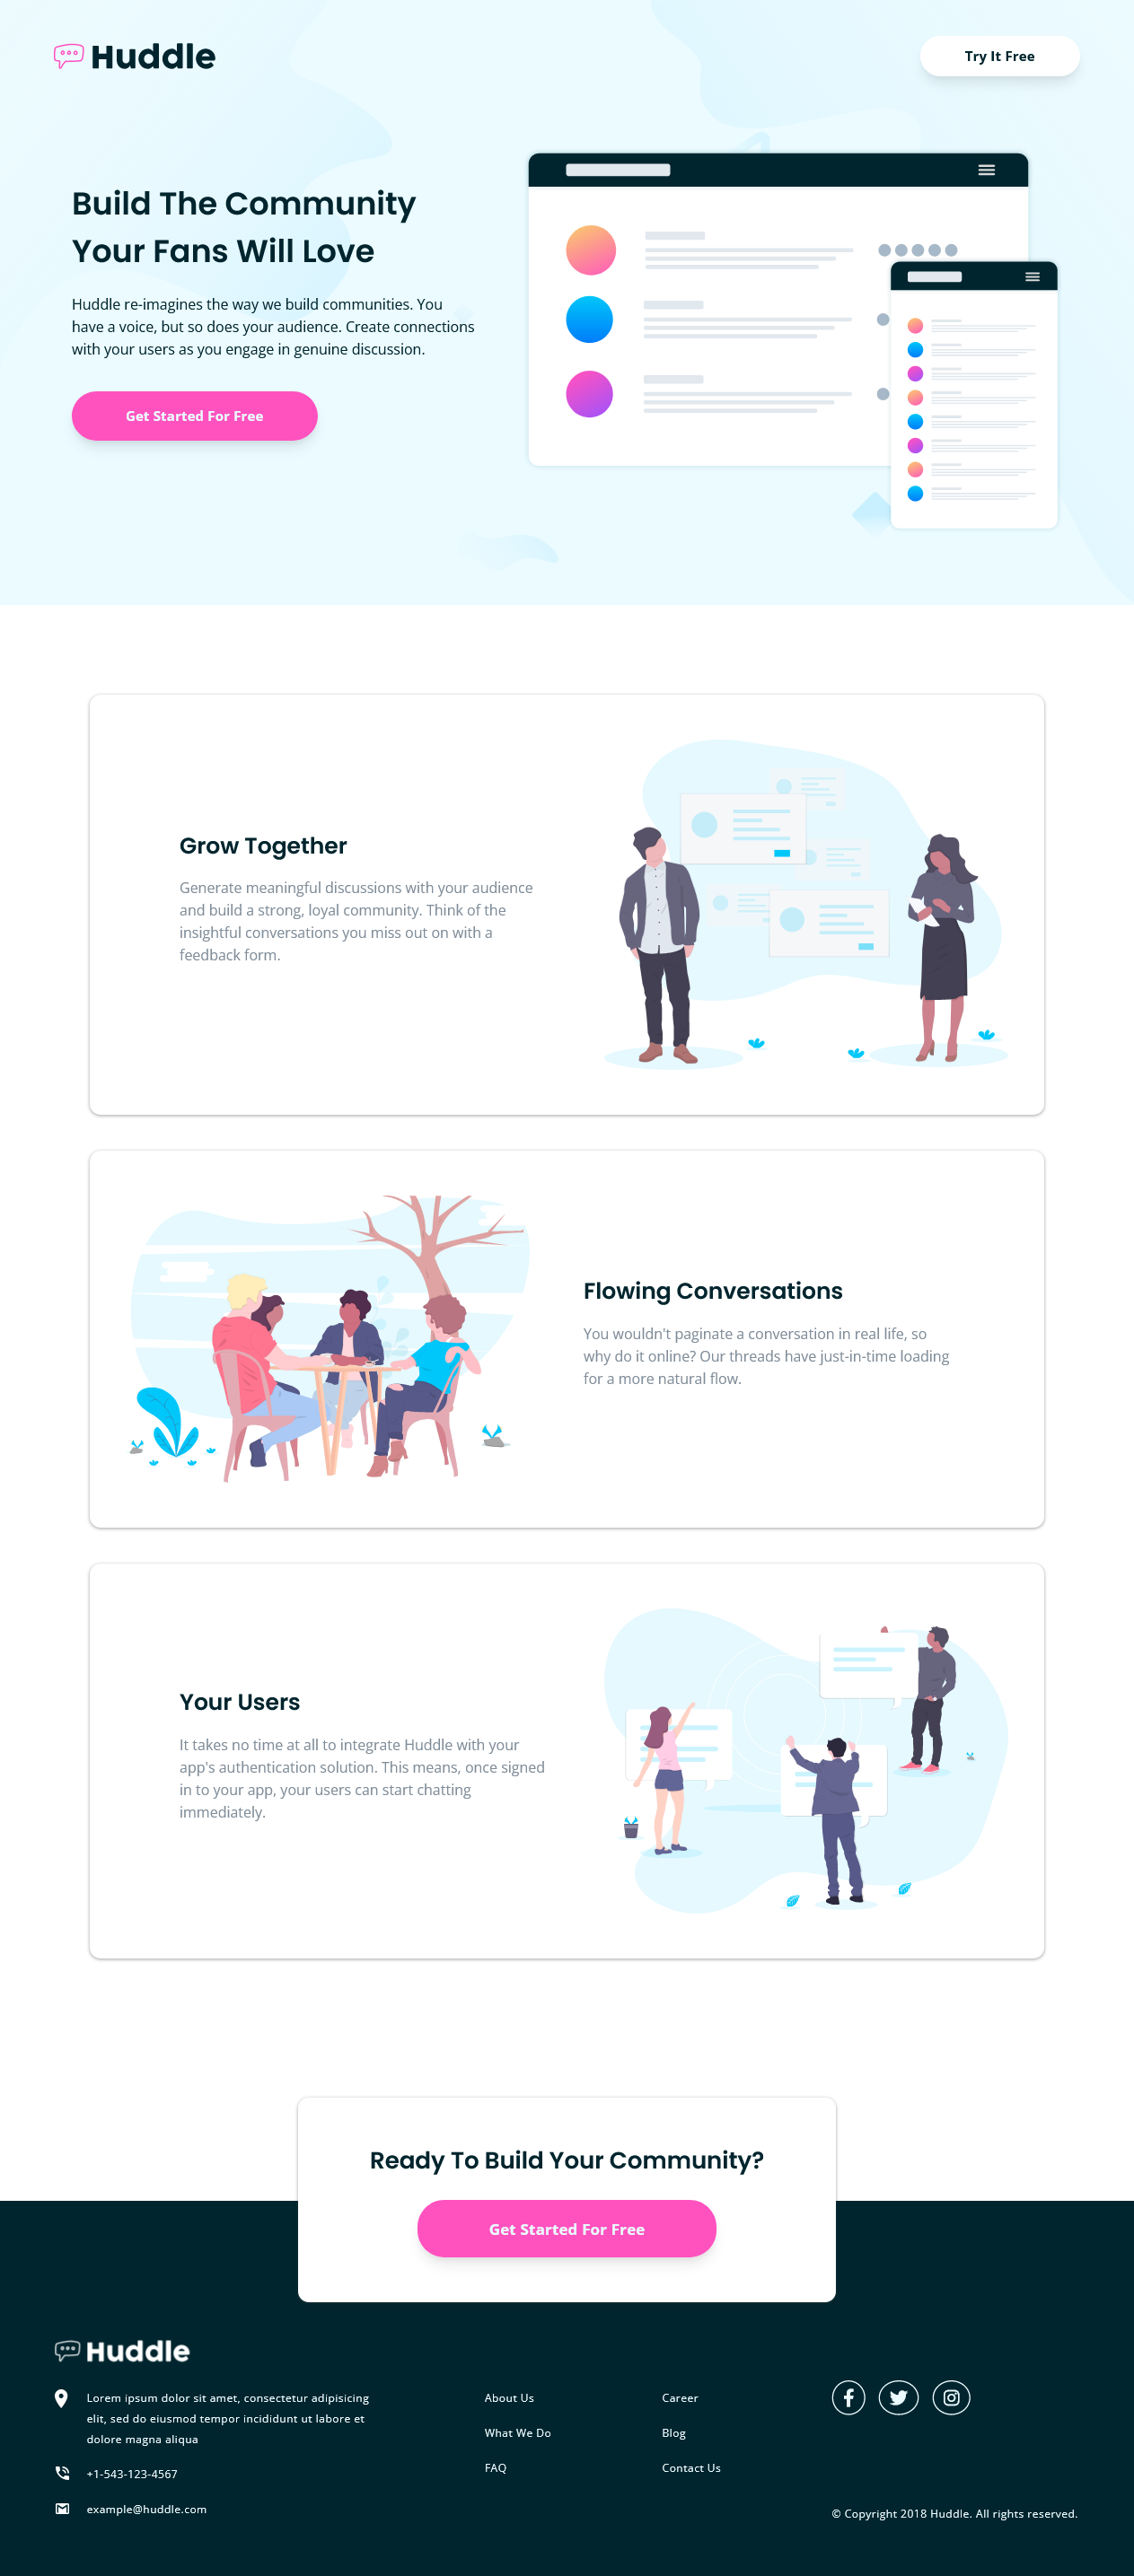 Huddle
Try It Free
Build The Community
Your Fans Will Love
Huddle re-imagines the way we build communities. You
have a voice, but so does your audience. Create connections
with your users as you engage in genuine discussion.
Get Started For Free
Grow Together
Generate meaningful discussions with your audience
and build a strong, loyal community. Think of the
insightful conversations you miss out on with a
feedback form.
Flowing Conversations
You wouldn't paginate a conversation in real life, so
why do it online? Our threads have just-in-time loading
for a more natural flow.
Your Users
It takes no time at all to integrate Huddle with your
app's authentication solution. This means, once signed
in to your app, your users can start chatting
immediately.
Ready To Build Your Community?
Get Started For Free
Huddle
Lorem ipsum dolor sit amet, consectetur adipisicing
elit, sed do eiusmod tempor incididunt ut labore et
dolore magna aliqua
+1-543-123-4567
example@huddle.com
About Us
What We Do
FAQ
Career
Blog
Contact Us
© Copyright 2018 Huddle. All rights reserved.